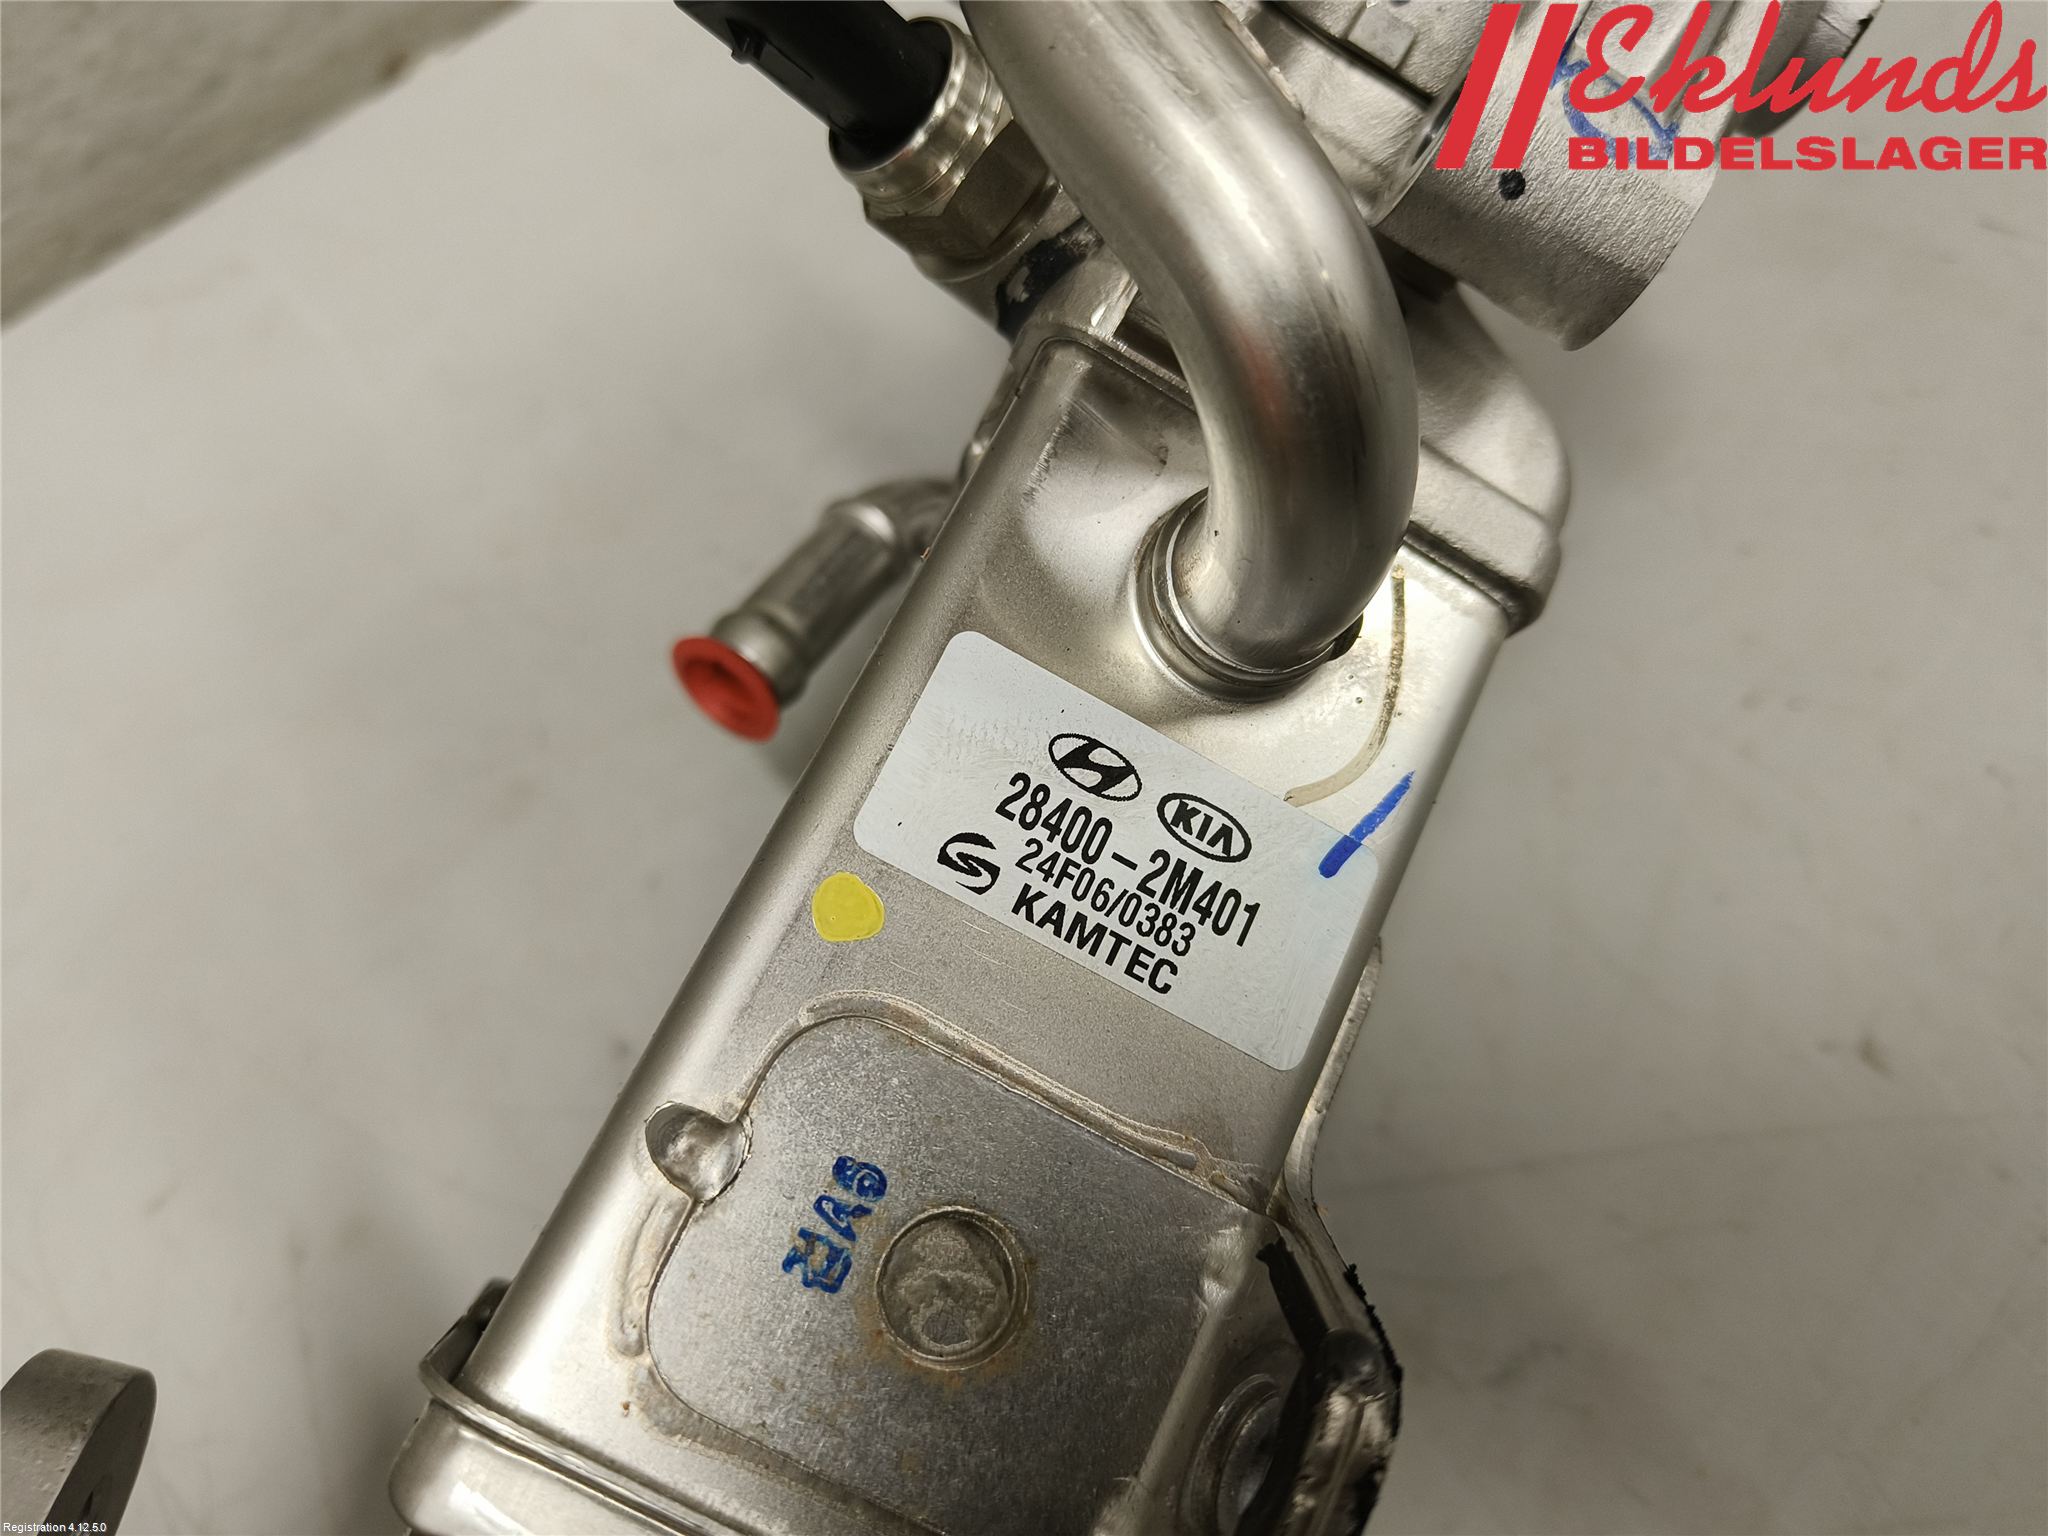 Eklunds
BILDELSLAGER
KIA
28400-2M401
24F06/0383
KAMTEC
Registration 4.12.5.0